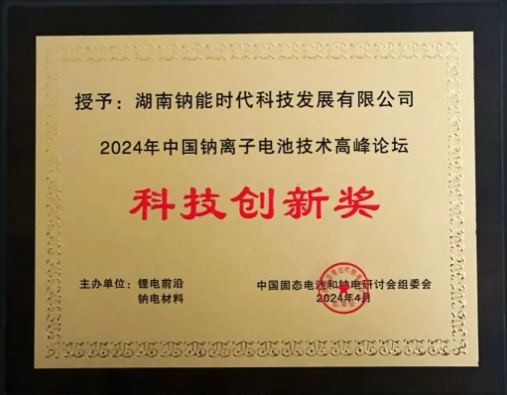 授予：湖南钠能时代科技发展有限公司
2024年中国钠离子电池技术高峰论坛
科技创新奖
主办单位：锂电前沿
钠电材料
中国固态电池和钠电研讨会组委会
2024年4月